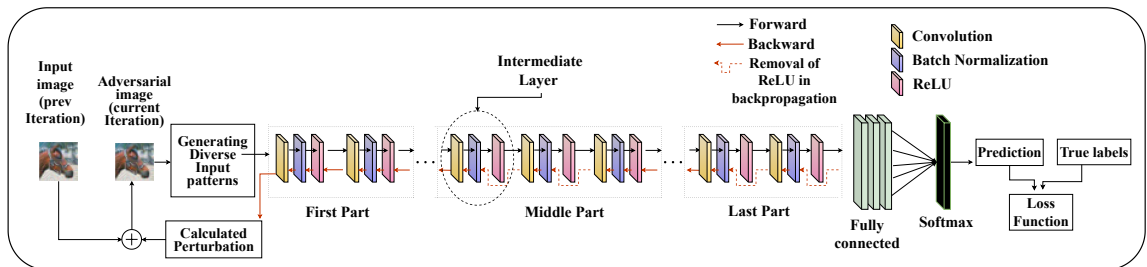 Input
image
(prev
Iteration)
Adversarial
image
(current
Iteration)
Generating
Diverse
Input
patterns
Calculated
Perturbation
First Part
Intermediate
Layer
Middle Part
Last Part
Forward
Backward
Removal of
ReLU in
backpropagation
Convolution
Batch Normalization
ReLU
Fully
connected
Softmax
Prediction
True labels
Loss
Function